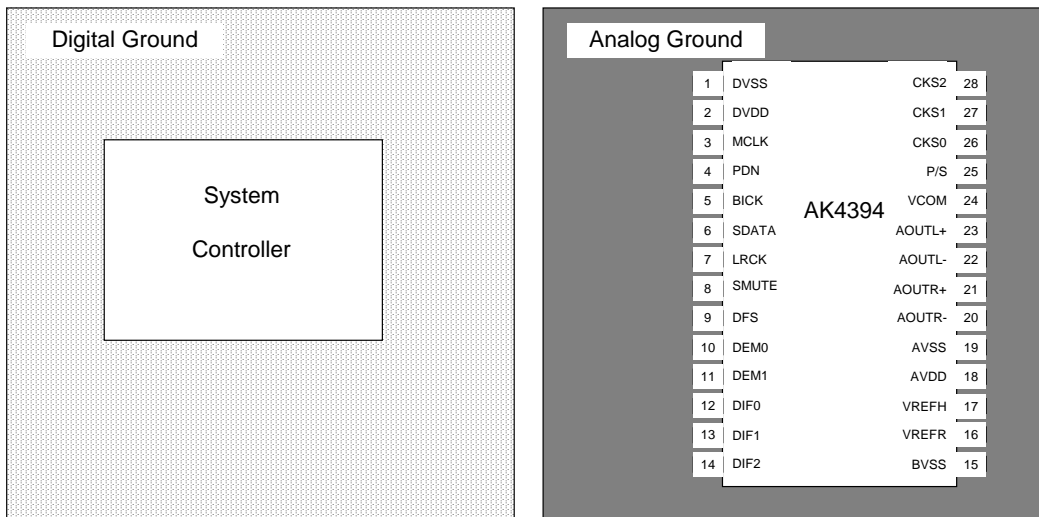 Digital Ground
System
Controller
Analog Ground
AK4394
1 DVSS
2 DVDD
3 MCLK
4 PDN
5 BICK
6 SDATA
7 LRCK
8 SMUTE
9 DFS
10 DEM0
11 DEM1
12 DIF0
13 DIF1
14 DIF2
CKS2 28
CKS1 27
CKS0 26
P/S 25
VCOM 24
AOUTL+ 23
AOUTL- 22
AOUTR+ 21
AOUTR- 20
AVSS 19
AVDD 18
VREFH 17
VREFR 16
BVSS 15